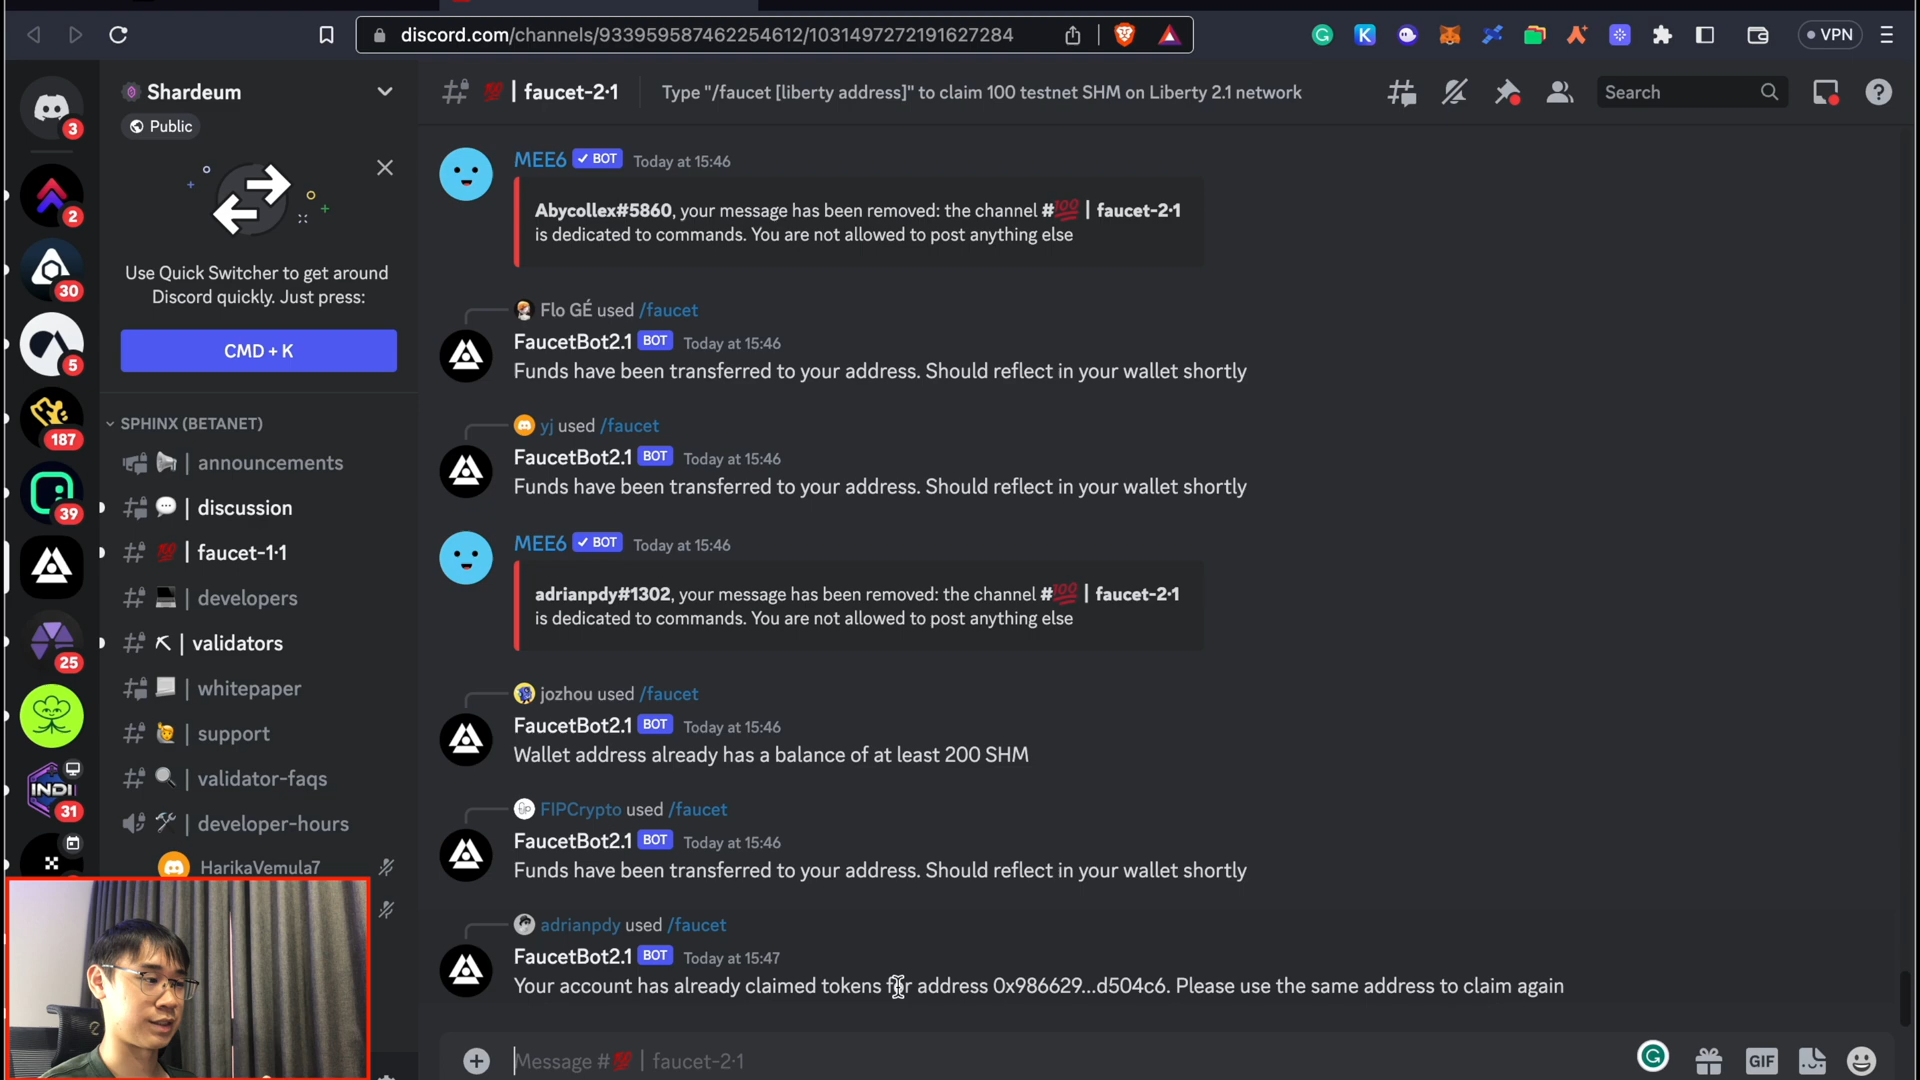 discord.com/channels/933959587462254612/1031497272191627284
VPN
3
2
30
5
187
39
25
INDI
31
Shardeum
Public
Use Quick Switcher to get around
Discord quickly. Just press:
CMD + K
SPHINX (BETANET)
📢 | announcements
💬 | discussion
💯 | faucet-1·1
💻 | developers
⛏ | validators
📃 | whitepaper
🙋 | support
🔍 | validator-faqs
🛠 | developer-hours
HarikaVemula7
💯 | faucet-2·1
Type "/faucet [liberty address]" to claim 100 testnet SHM on Liberty 2.1 network
Search
MEE6 ✓ BOT Today at 15:46
Abycollex#5860, your message has been removed: the channel #💯 | faucet-2·1
is dedicated to commands. You are not allowed to post anything else
Flo GÉ used /faucet
FaucetBot2.1 BOT Today at 15:46
Funds have been transferred to your address. Should reflect in your wallet shortly
yj used /faucet
FaucetBot2.1 BOT Today at 15:46
Funds have been transferred to your address. Should reflect in your wallet shortly
MEE6 ✓ BOT Today at 15:46
adrianpdy#1302, your message has been removed: the channel #💯 | faucet-2·1
is dedicated to commands. You are not allowed to post anything else
jozhou used /faucet
FaucetBot2.1 BOT Today at 15:46
Wallet address already has a balance of at least 200 SHM
FIPCrypto used /faucet
FaucetBot2.1 BOT Today at 15:46
Funds have been transferred to your address. Should reflect in your wallet shortly
adrianpdy used /faucet
FaucetBot2.1 BOT Today at 15:47
Your account has already claimed tokens for address 0x986629...d504c6. Please use the same address to claim again
Message #💯 | faucet-2·1
GIF